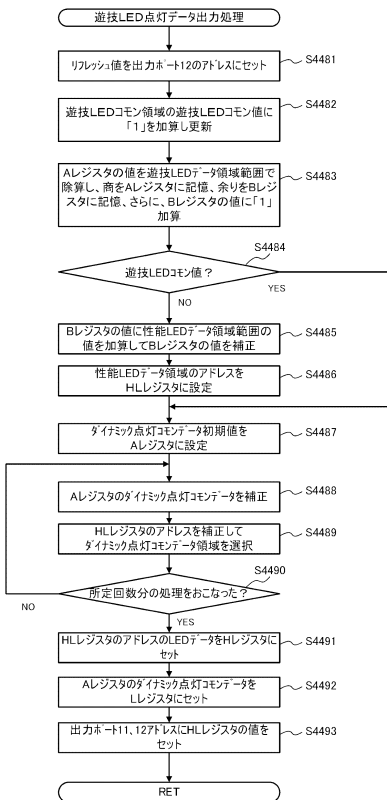 遊技LED点灯データ出力処理
リフレッシュ値を出力ポート12のアドレスにセット
S4481
遊技LEDコモン領域の遊技LEDコモン値に
「1」を加算し更新
S4482
Aレジスタの値を遊技LEDデータ領域範囲で
除算し、商をAレジスタに記憶、余りをBレジ
スタに記憶、さらに、Bレジスタの値に「1」
加算
S4483
S4484
遊技LEDコモン値？
YES
NO
Bレジスタの値に性能LEDデータ領域範囲の
値を加算してBレジスタの値を補正
S4485
性能LEDデータ領域のアドレスを
HLレジスタに設定
S4486
ダイナミック点灯コモンデータ初期値を
Aレジスタに設定
S4487
Aレジスタのダイナミック点灯コモンデータを補正
S4488
HLレジスタのアドレスを補正して
ダイナミック点灯コモンデータ領域を選択
S4489
S4490
所定回数分の処理をおこなった？
NO
YES
HLレジスタのアドレスのLEDデータをHレジスタに
セット
S4491
Aレジスタのダイナミック点灯コモンデータを
Lレジスタにセット
S4492
出力ポート11、12アドレスにHLレジスタの値を
セット
S4493
RET